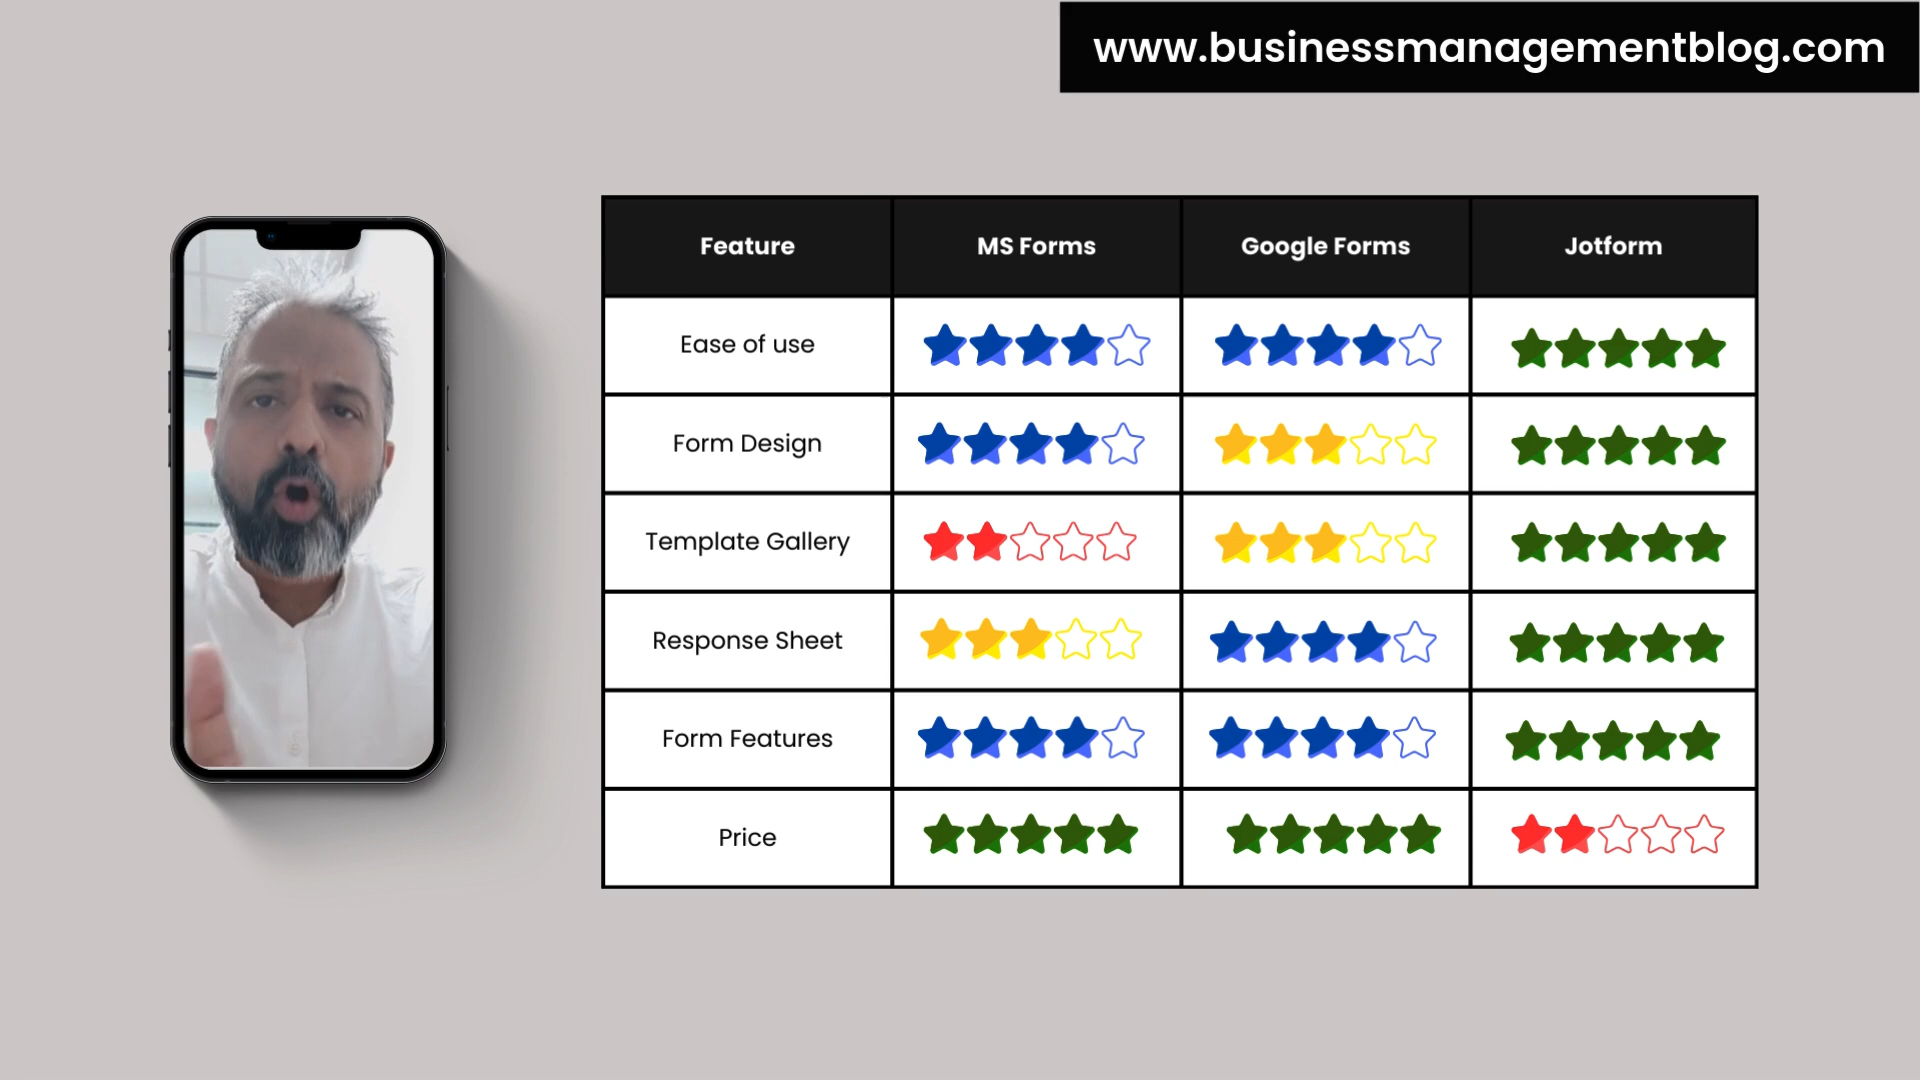 www.businessmanagementblog.com
Feature MS Forms Google Forms Jotform
Ease of use
Form Design
Template Gallery
Response Sheet
Form Features
Price